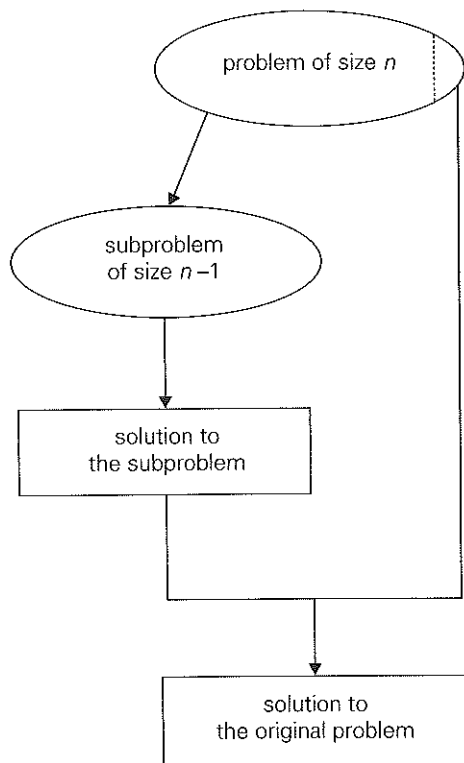 problem of size n
subproblem
of size n–1
solution to
the subproblem
solution to
the original problem